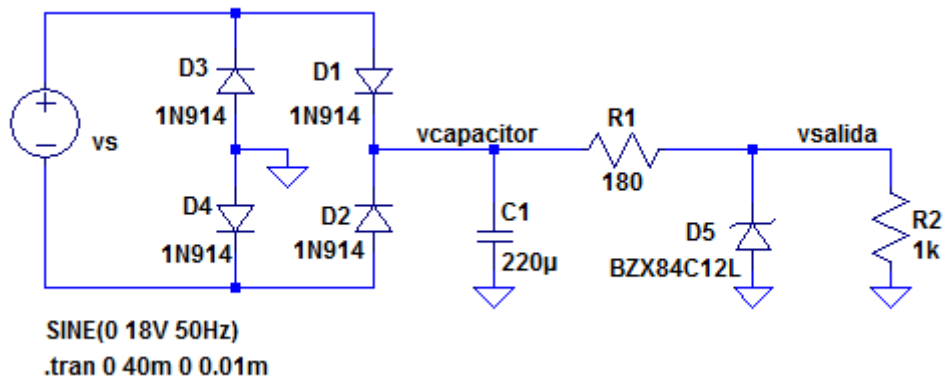 D3
D1
1N914
1N914
vs
vcapacitor
R1
vsalida
180
D4
D2
C1
D5
R2
1N914
1N914
220µ
BZX84C12L
1k
SINE(0 18V 50Hz)
.tran 0 40m 0 0.01m